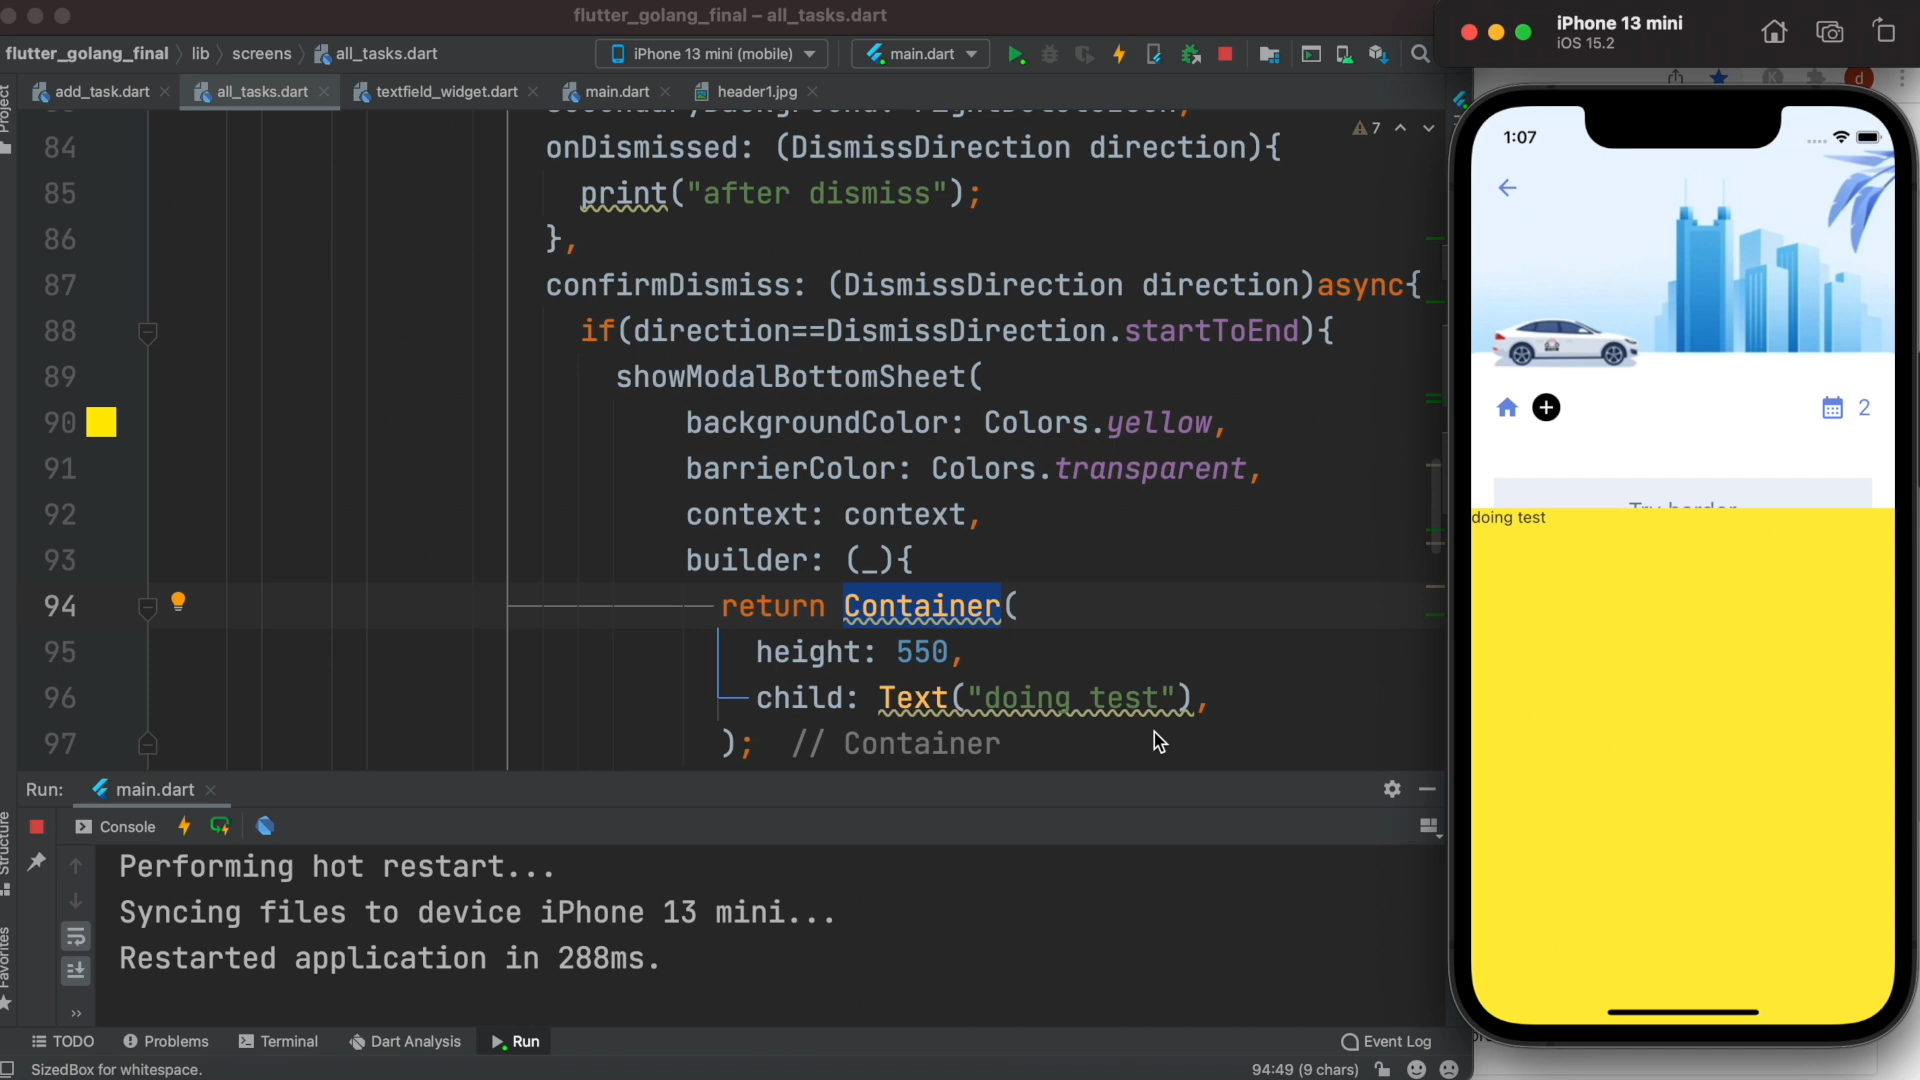 flutter_golang_final – all_tasks.dart
iPhone 13 mini
iOS 15.2
flutter_golang_final lib screens all_tasks.dart
iPhone 13 mini (mobile)
main.dart
add_task.dart
all_tasks.dart
textfield_widget.dart
main.dart
header1.jpg
Project
7
84 onDismissed: (DismissDirection direction){
85 print("after dismiss");
86 },
87 confirmDismiss: (DismissDirection direction)async{
88 if(direction==DismissDirection.startToEnd){
89 showModalBottomSheet(
90 backgroundColor: Colors.yellow,
91 barrierColor: Colors.transparent,
92 context: context,
93 builder: (_){
94 return Container(
95 height: 550,
96 child: Text("doing test"),
97 ); // Container
1:07
2
doing test
Run: main.dart
Console
Structure
Favorites
Performing hot restart...
Syncing files to device iPhone 13 mini...
Restarted application in 288ms.
TODO
Problems
Terminal
Dart Analysis
Run
Event Log
SizedBox for whitespace.
94:49 (9 chars)